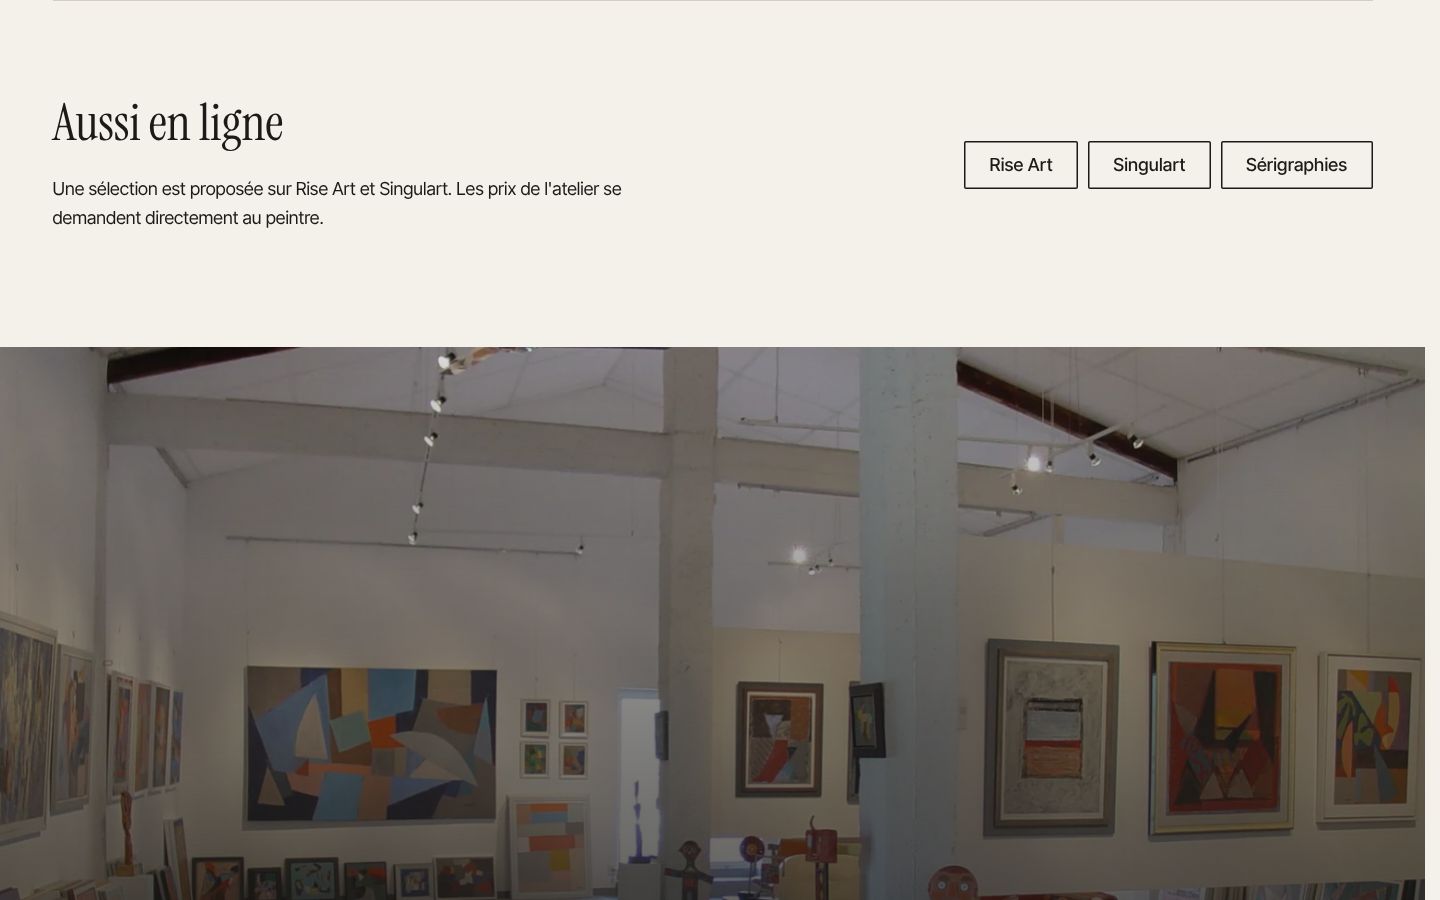 Aussi en ligne
Une sélection est proposée sur Rise Art et Singulart. Les prix de l'atelier se
demandent directement au peintre.
Rise Art
Singulart
Sérigraphies